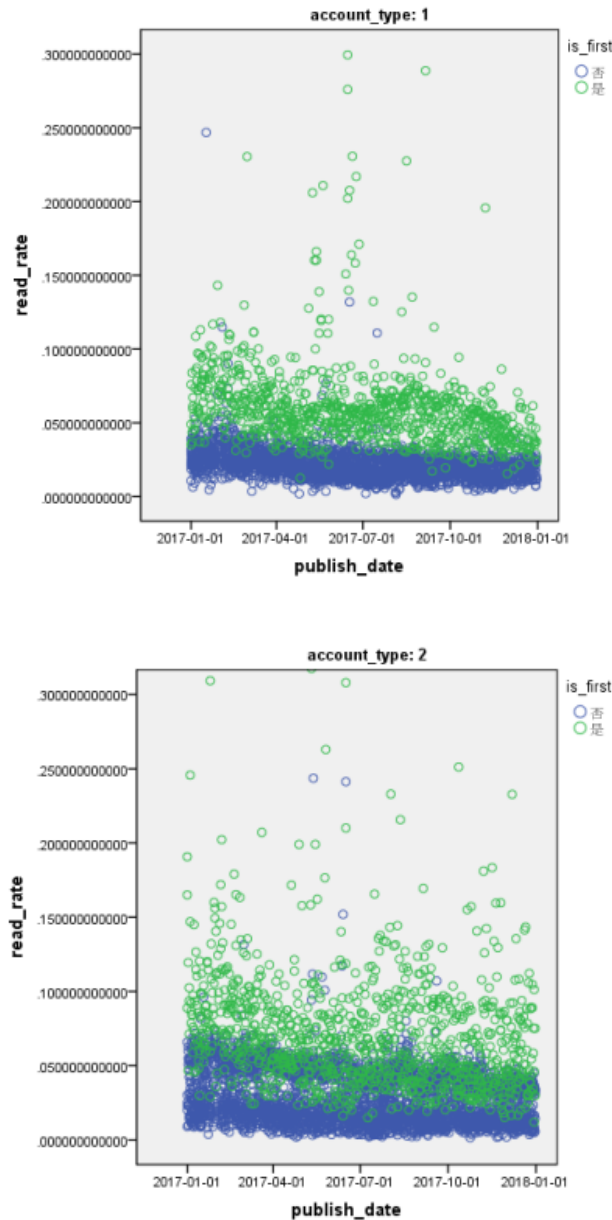 account_type: 1
is_first
否
是
.300000000000
.250000000000
.200000000000
.150000000000
.100000000000
.050000000000
.000000000000
read_rate
2017-01-01
2017-04-01
2017-07-01
2017-10-01
2018-01-01
publish_date
account_type: 2
is_first
否
是
.300000000000
.250000000000
.200000000000
.150000000000
.100000000000
.050000000000
.000000000000
read_rate
2017-01-01
2017-04-01
2017-07-01
2017-10-01
2018-01-01
publish_date